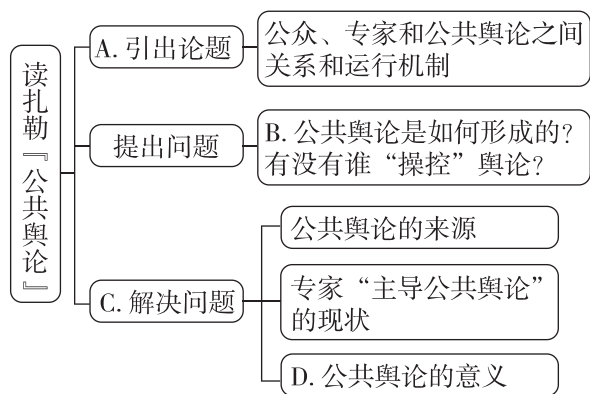 读扎勒『公共舆论』
A. 引出论题
公众、专家和公共舆论之间
关系和运行机制
提出问题
B. 公共舆论是如何形成的？
有没有谁“操控”舆论？
C. 解决问题
公共舆论的来源
专家“主导公共舆论”
的现状
D. 公共舆论的意义